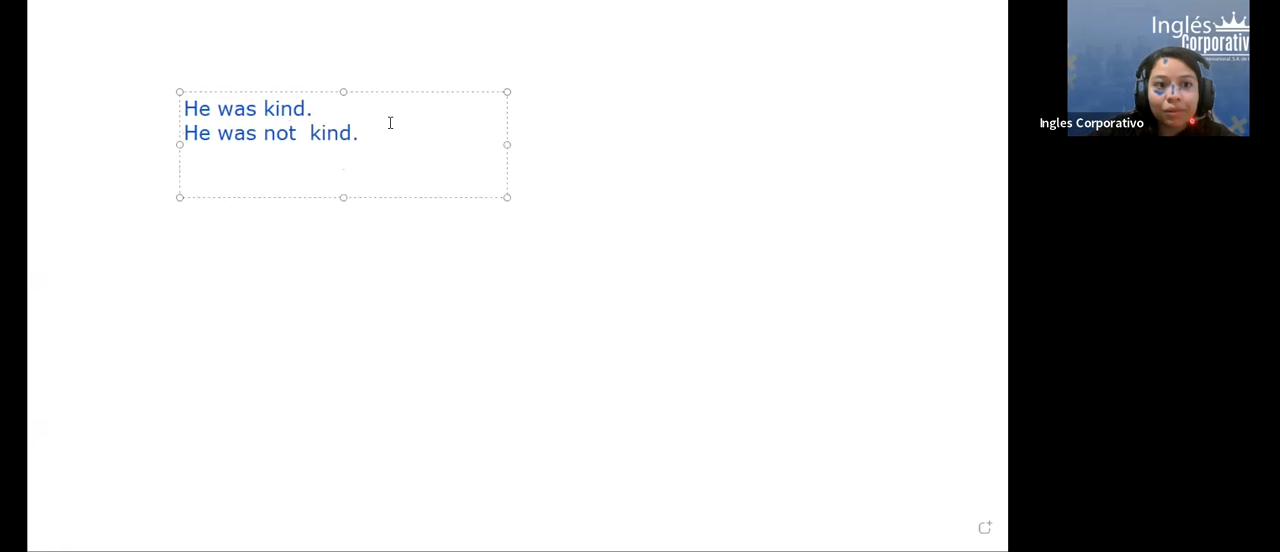 He was kind.
He was not  kind.
Inglés
Corporativ
Ingles Corporativo